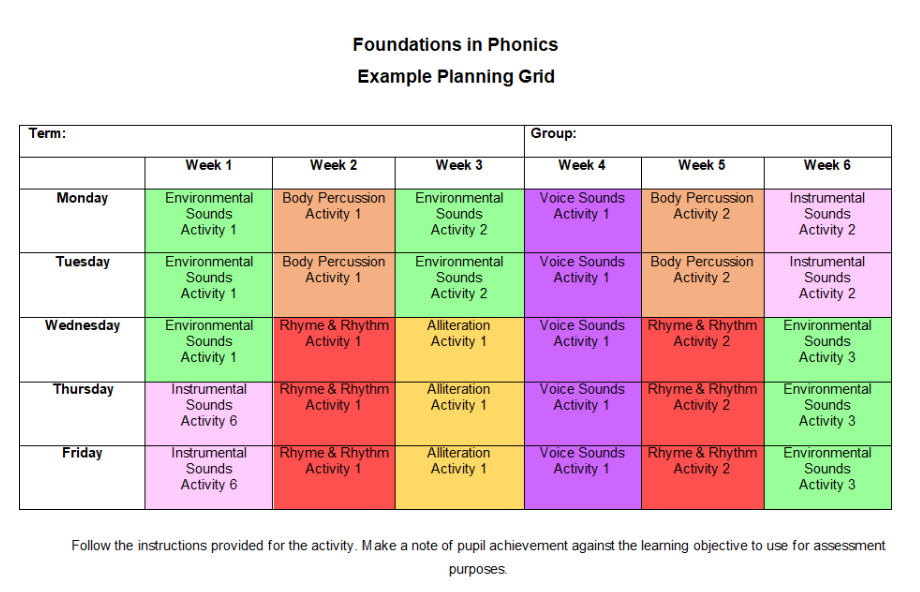 Foundations in Phonics
Example Planning Grid
Term: Group:
Week 1 Week 2 Week 3 Week 4 Week 5 Week 6
Monday Environmental Body Percussion Environmental Voice Sounds Body Percussion Instrumental
Sounds Activity 1 Sounds Activity 1 Activity 2 Sounds
Activity 1 Activity 2 Activity 2
Tuesday Environmental Body Percussion Environmental Voice Sounds Body Percussion Instrumental
Sounds Activity 1 Sounds Activity 1 Activity 2 Sounds
Activity 1 Activity 2 Activity 2
Wednesday Environmental Rhyme & Rhythm Alliteration Voice Sounds Rhyme & Rhythm Environmental
Sounds Activity 1 Activity 1 Activity 1 Activity 2 Sounds
Activity 1 Activity 3
Thursday Instrumental Rhyme & Rhythm Alliteration Voice Sounds Rhyme & Rhythm Environmental
Sounds Activity 1 Activity 1 Activity 1 Activity 2 Sounds
Activity 6 Activity 3
Friday Instrumental Rhyme & Rhythm Alliteration Voice Sounds Rhyme & Rhythm Environmental
Sounds Activity 1 Activity 1 Activity 1 Activity 2 Sounds
Activity 6 Activity 3
Follow the instructions provided for the activity. Make a note of pupil achievement against the learning objective to use for assessment
purposes.